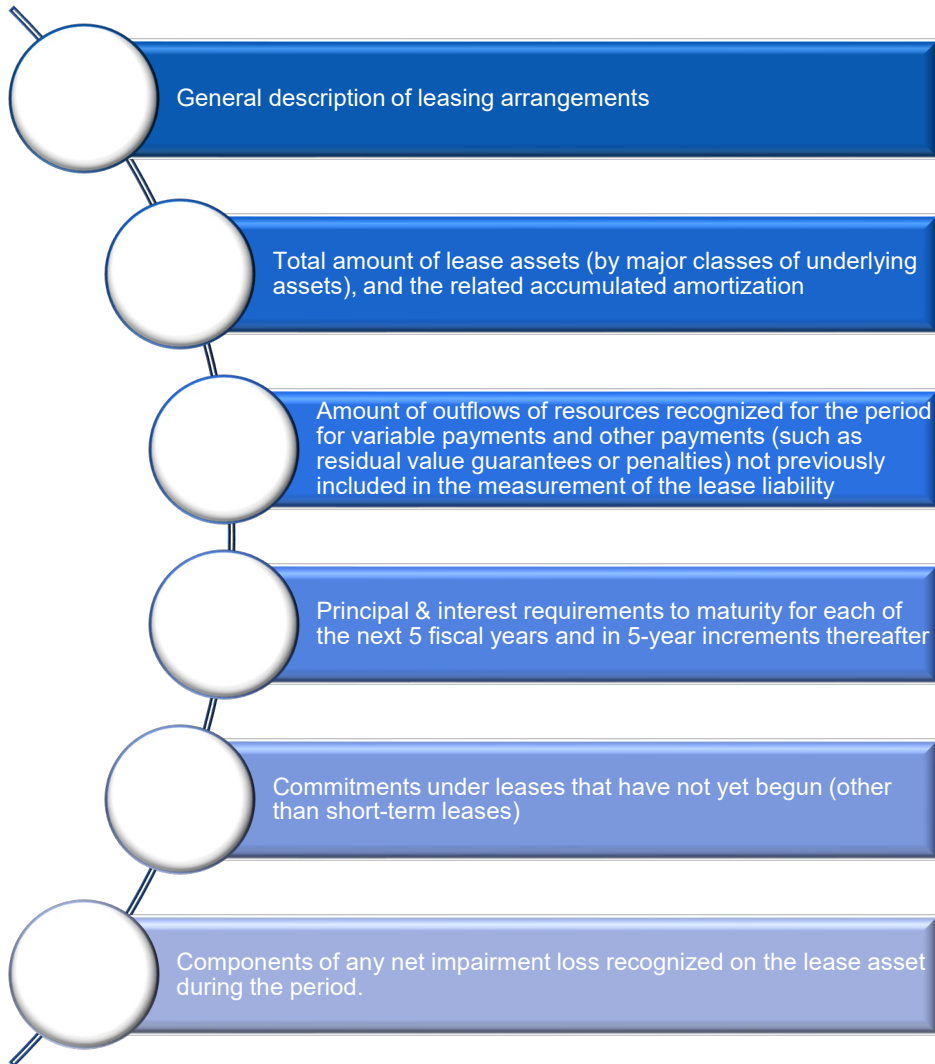 General description of leasing arrangements
Total amount of lease assets (by major classes of underlying
assets), and the related accumulated amortization
Amount of outflows of resources recognized for the period
for variable payments and other payments (such as
residual value guarantees or penalties) not previously
included in the measurement of the lease liability
Principal & interest requirements to maturity for each of
the next 5 fiscal years and in 5-year increments thereafter
Commitments under leases that have not yet begun (other
than short-term leases)
Components of any net impairment loss recognized on the lease asset
during the period.